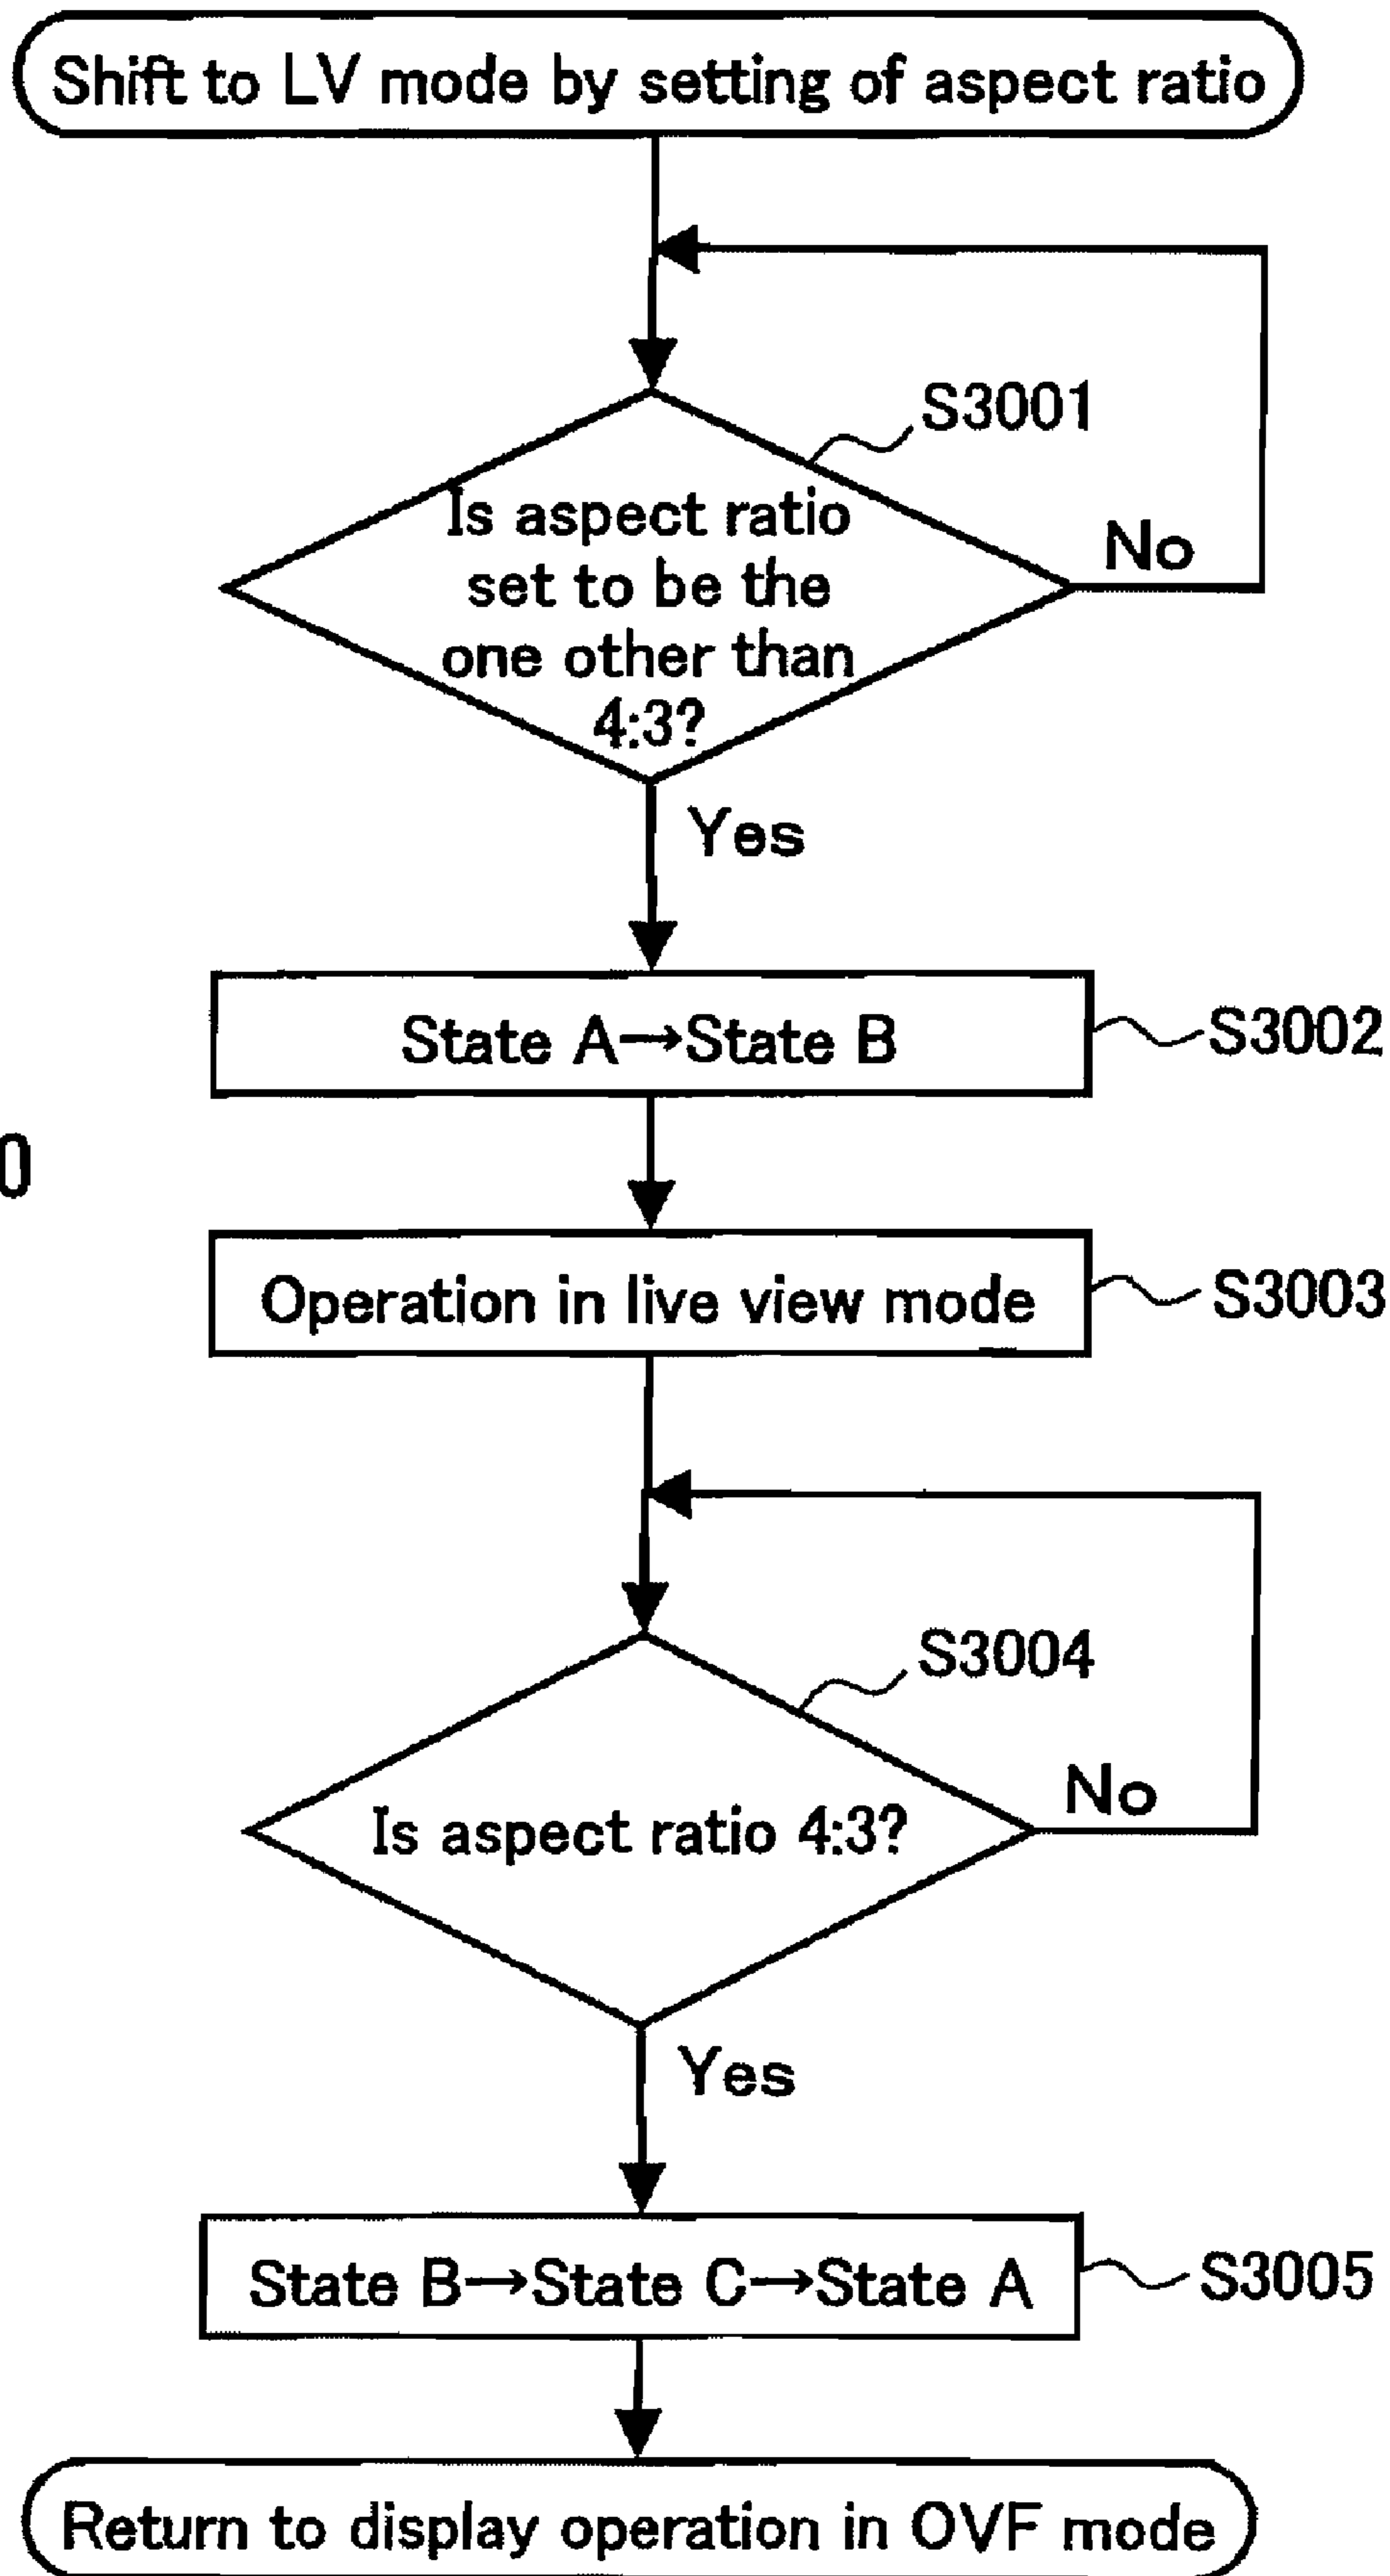 Shift to LV mode by setting of aspect ratio
S3001
Is aspect ratio
set to be the
one other than
4:3?
No
Yes
State A→State B
S3002
0
Operation in live view mode
S3003
S3004
Is aspect ratio 4:3?
No
Yes
State B→State C→State A
S3005
Return to display operation in OVF mode